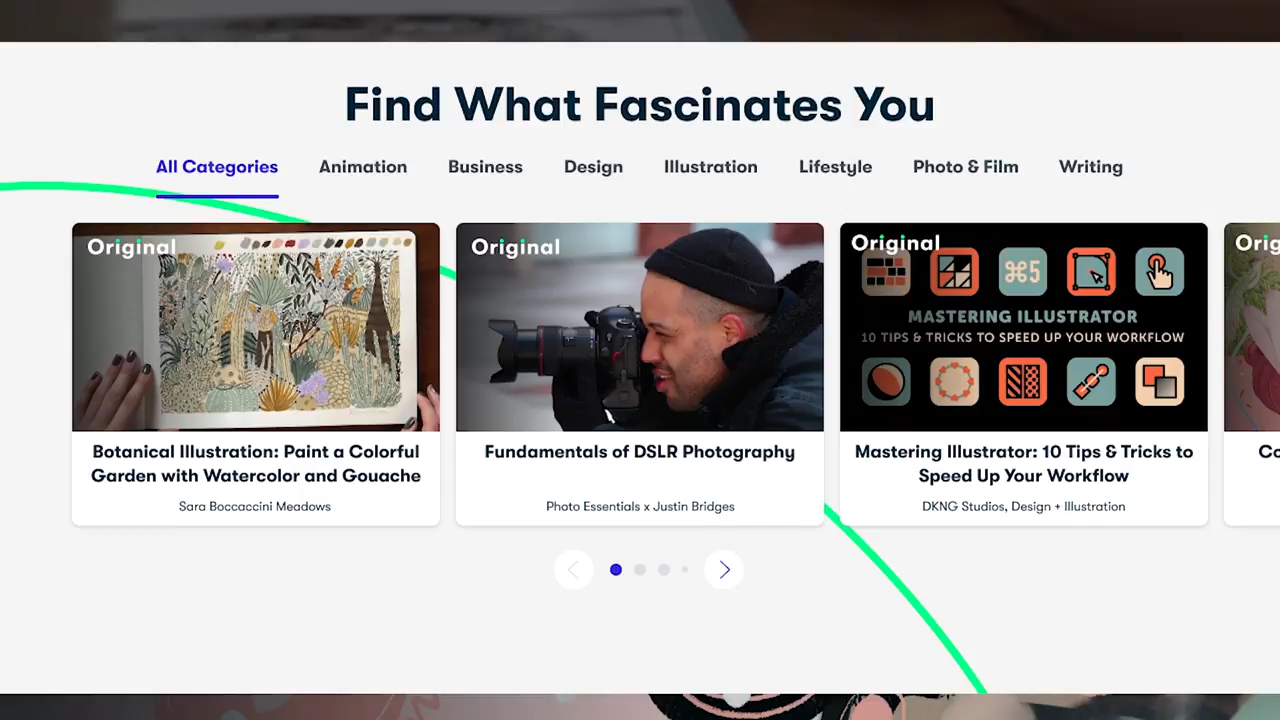 Find What Fascinates You
All Categories Animation Business Design Illustration Lifestyle Photo & Film Writing
Original
Botanical Illustration: Paint a Colorful
Garden with Watercolor and Gouache
Sara Boccaccini Meadows
Original
Fundamentals of DSLR Photography
Photo Essentials x Justin Bridges
Original
⌘5
MASTERING ILLUSTRATOR
10 TIPS & TRICKS TO SPEED UP YOUR WORKFLOW
Mastering Illustrator: 10 Tips & Tricks to
Speed Up Your Workflow
DKNG Studios, Design + Illustration
Orig
Co